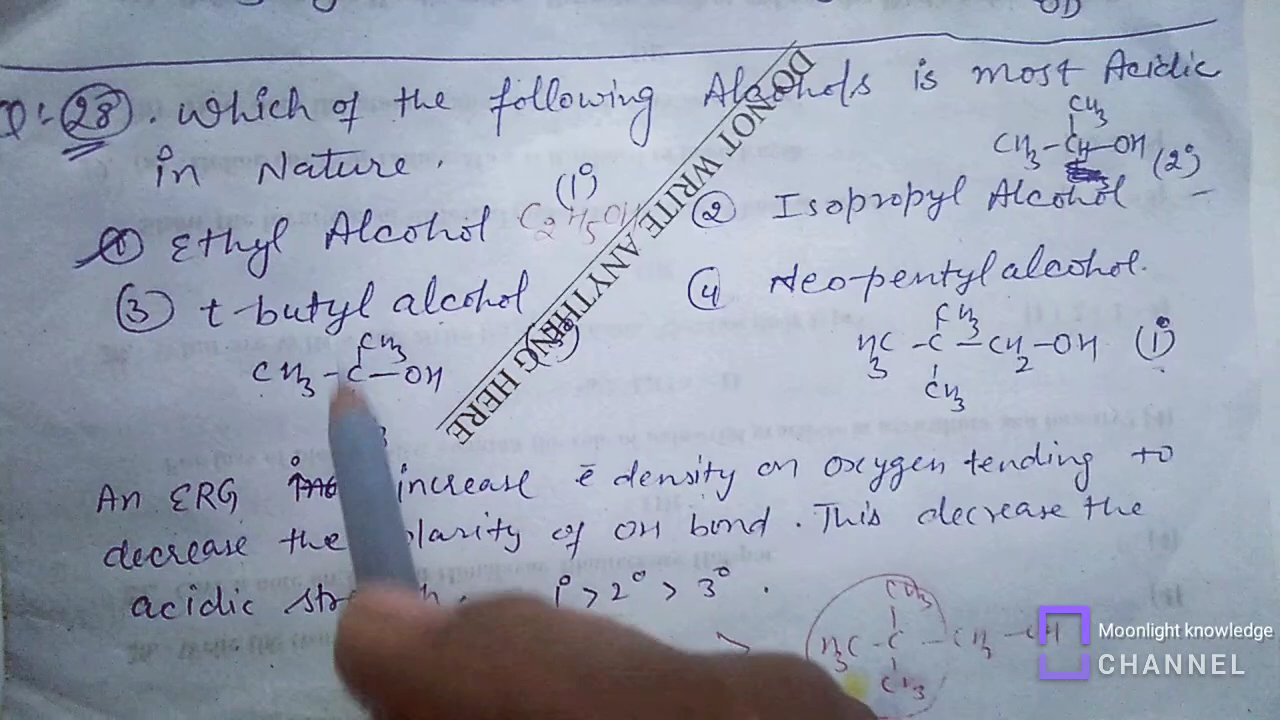 Q.28. Which of the following Alcohols is most Acidic
in Nature.
CH3
CH3-CH-OH (2°)
(1°)
① Ethyl Alcohol C2H5OH ② Isopropyl Alcohol
③ t-butyl alcohol ④ Neo-pentyl alcohol.
CH3
CH3-C-OH
CH3
H3C-C-CH2-OH (1°)
CH3
DO NOT WRITE ANYTHING HERE
An ERG increase ē density on oxygen tending to
decrease the polarity of OH bond. This decrease the
acidic 1°>2°>3°.
CH3
H3C-C-CH2
CH3
Moonlight knowledge
CHANNEL